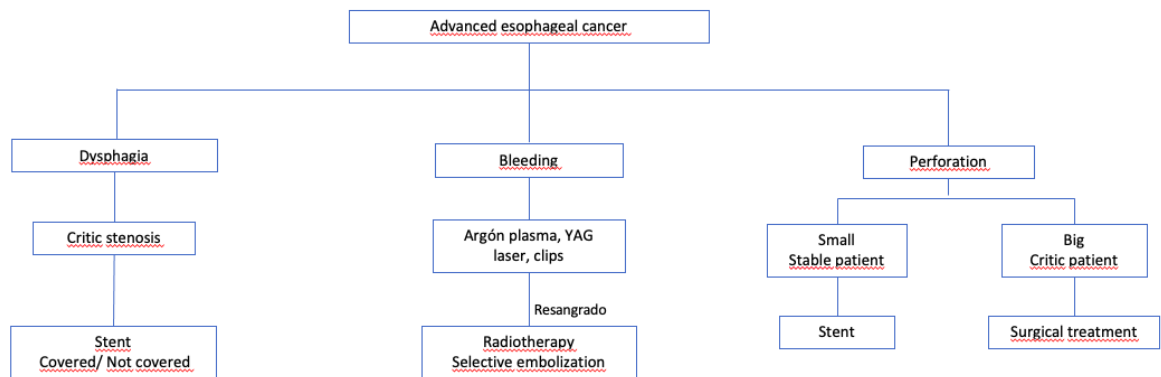 Advanced esophageal cancer
Dysphagia
Bleeding
Perforation
Critic stenosis
Argón plasma, YAG
laser, clips
Small
Stable patient
Big
Critic patient
Resangrado
Stent
Covered/ Not covered
Radiotherapy
Selective embolization
Stent
Surgical treatment